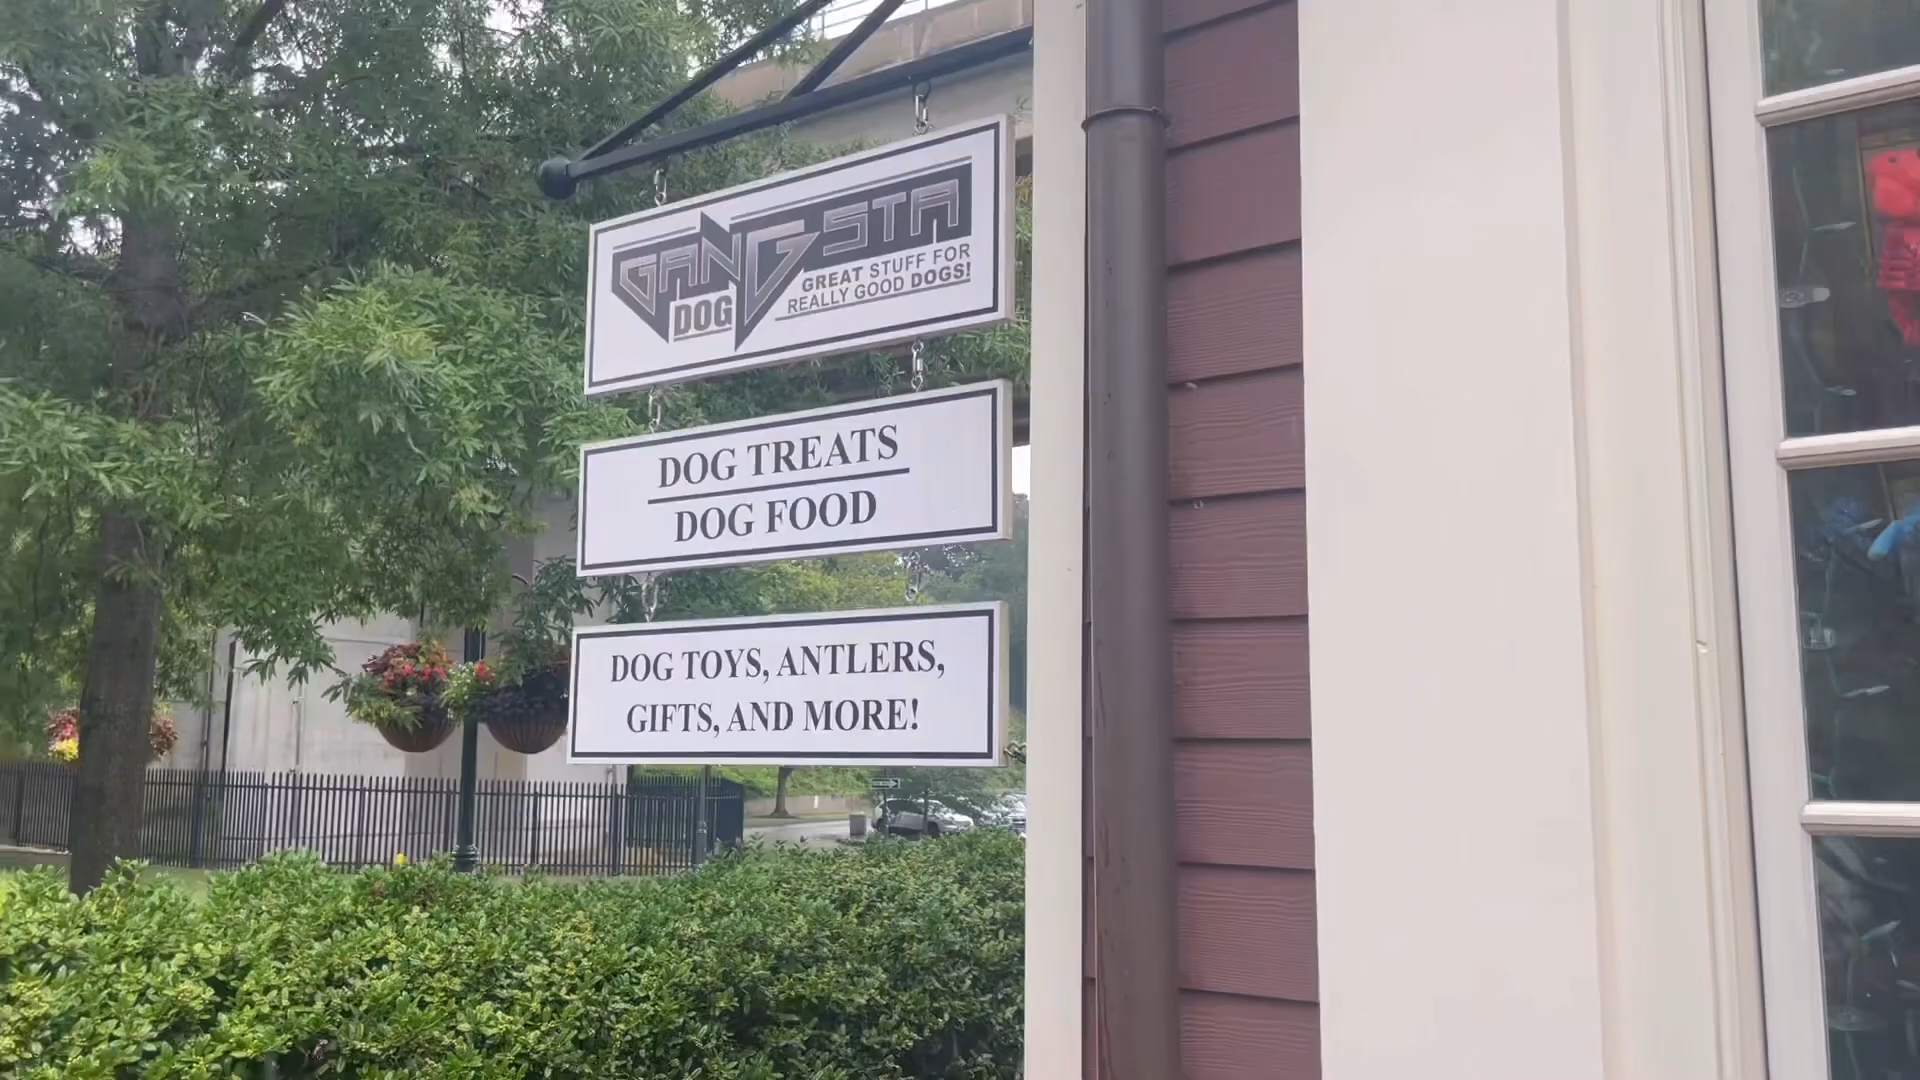 GANGSTA
DOG
GREAT STUFF FOR
REALLY GOOD DOGS!
DOG TREATS
DOG FOOD
DOG TOYS, ANTLERS,
GIFTS, AND MORE!